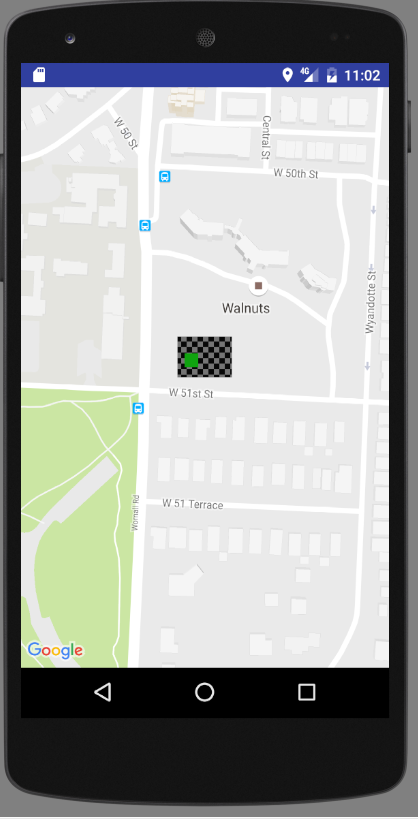 4G
11:02
W 50 St
Central St
W 50th St
Wyandotte St
Walnuts
W 51st St
Wornall Rd
W 51 Terrace
Google